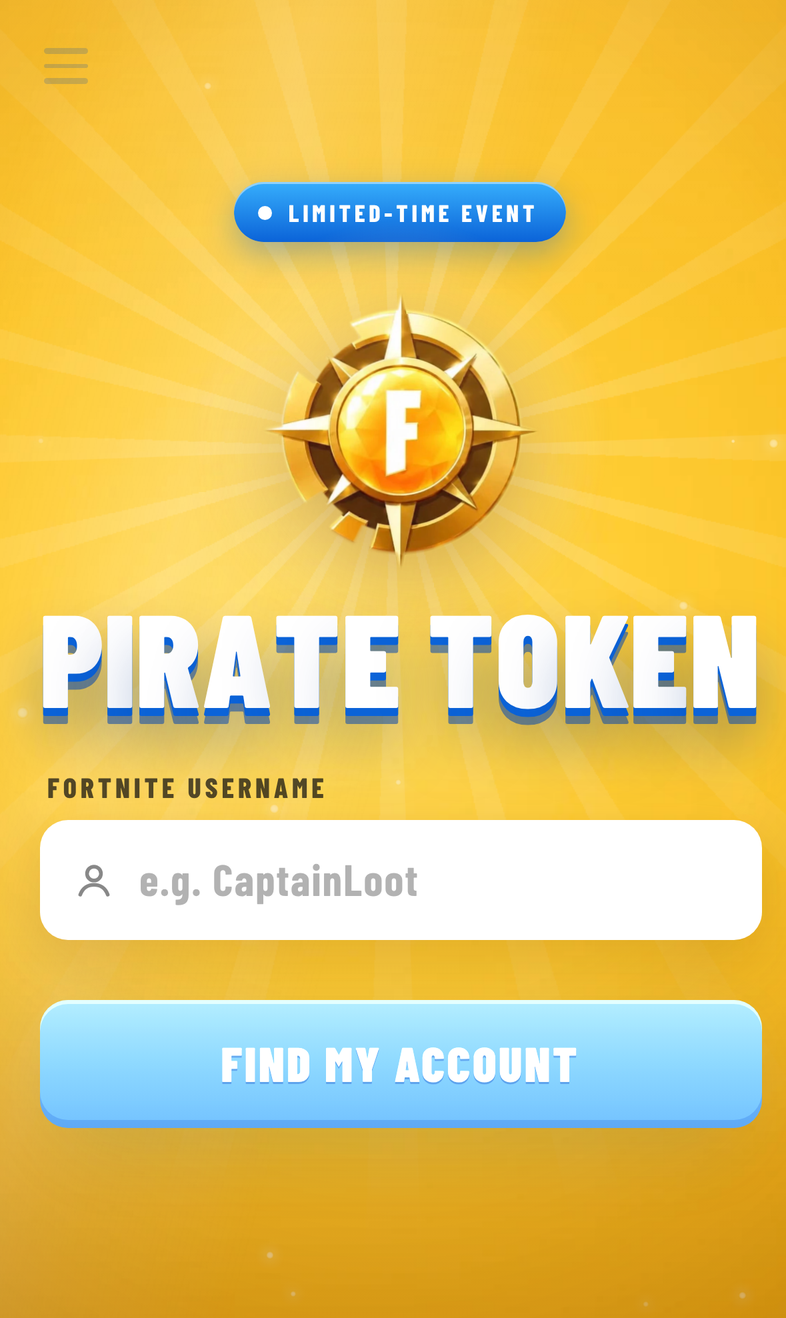 LIMITED-TIME EVENT
F
PIRATE TOKEN
FORTNITE USERNAME
e.g. CaptainLoot
FIND MY ACCOUNT